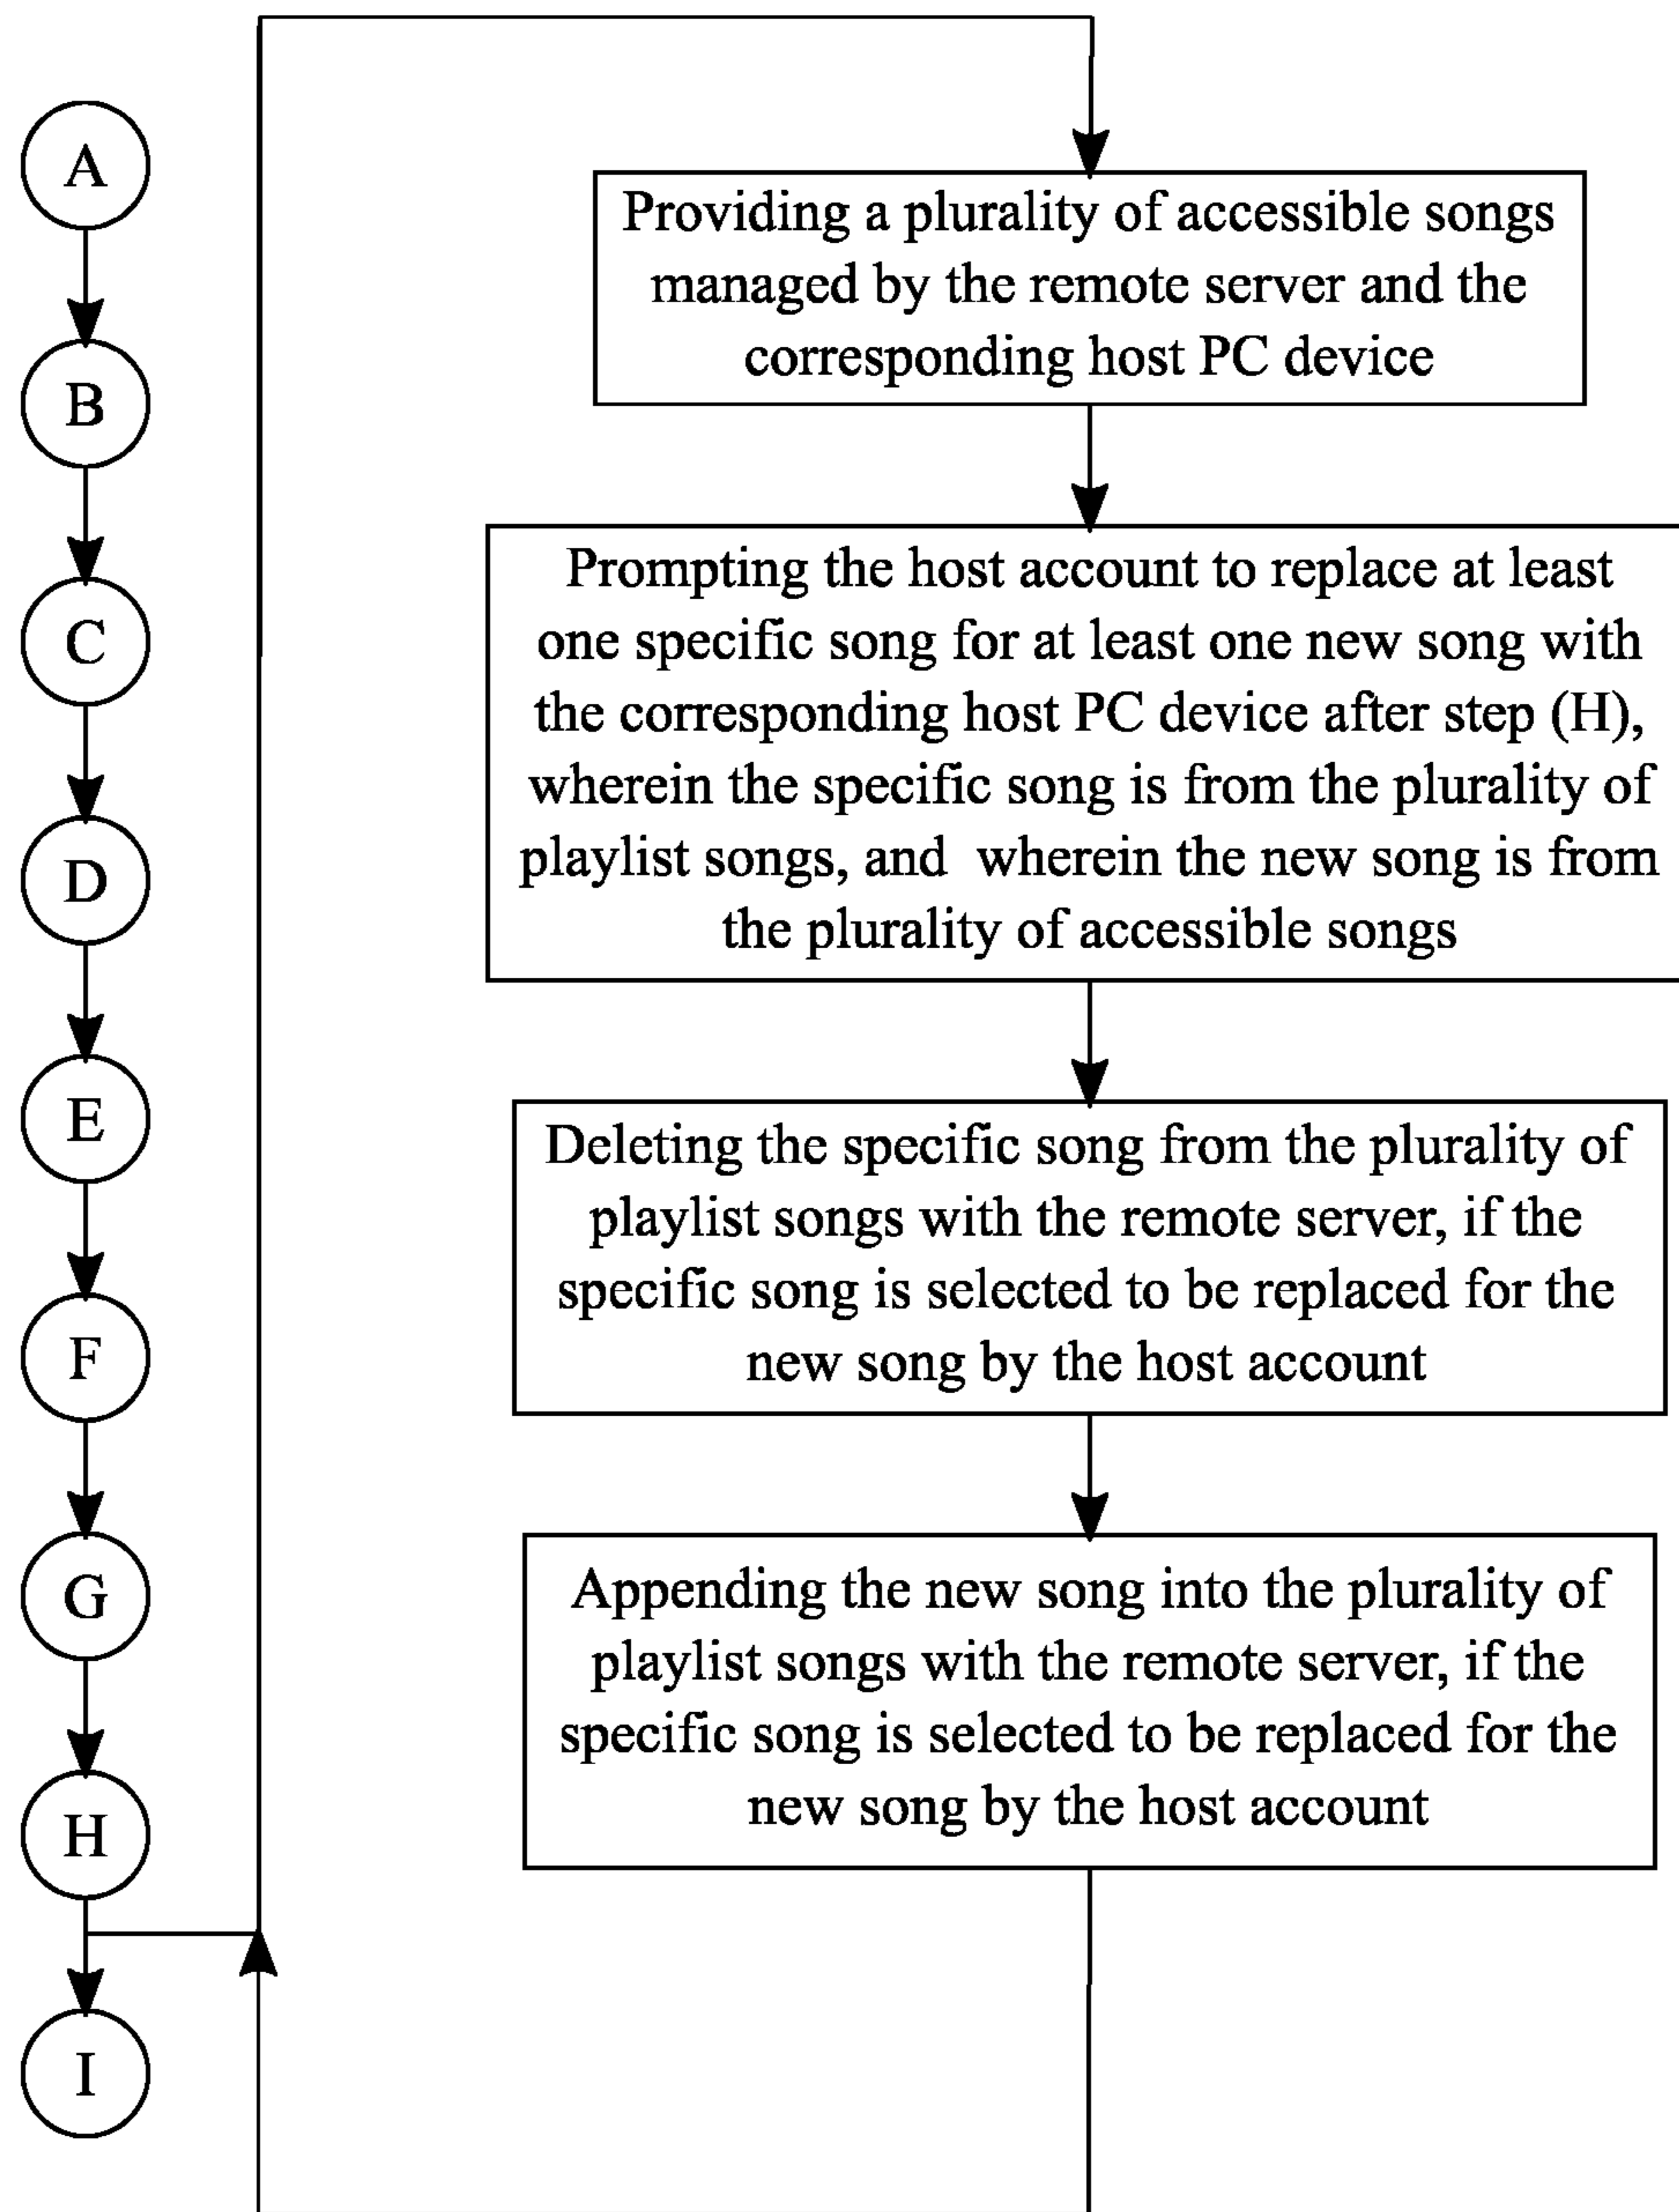 A
B
C
D
E
F
G
H
I
Providing a plurality of accessible songs
managed by the remote server and the
corresponding host PC device
Prompting the host account to replace at least
one specific song for at least one new song with
the corresponding host PC device after step (H),
wherein the specific song is from the plurality of
playlist songs, and  wherein the new song is from
the plurality of accessible songs
Deleting the specific song from the plurality of
playlist songs with the remote server, if the
specific song is selected to be replaced for the
new song by the host account
Appending the new song into the plurality of
playlist songs with the remote server, if the
specific song is selected to be replaced for the
new song by the host account